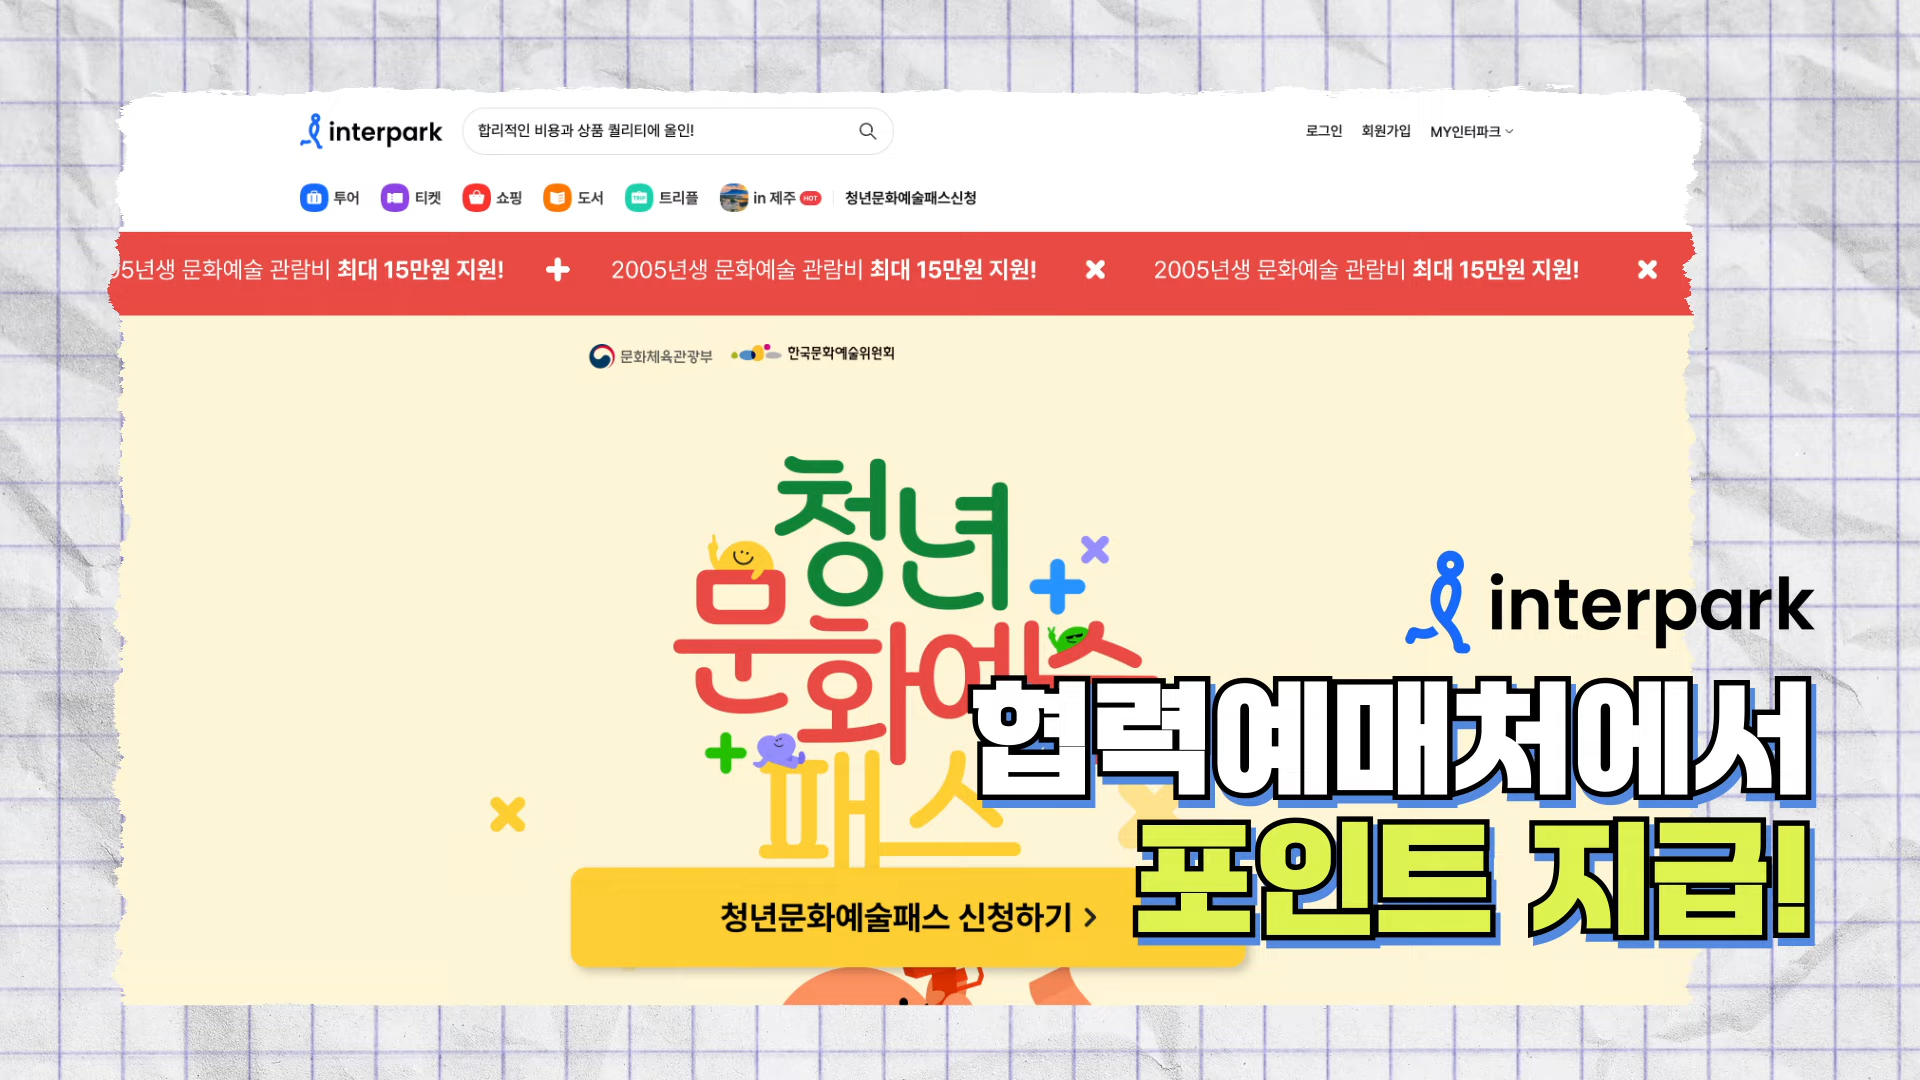 interpark
합리적인 비용과 상품 퀄리티에 올인!
로그인 회원가입 MY인터파크
투어 티켓 쇼핑 도서 TRIP 트리플 in 제주 HOT 청년문화예술패스신청
05년생 문화예술 관람비 최대 15만원 지원! 2005년생 문화예술 관람비 최대 15만원 지원! 2005년생 문화예술 관람비 최대 15만원 지원!
문화체육관광부 한국문화예술위원회
청년
문화예술
패스
청년문화예술패스 신청하기 >
interpark
협력예매처에서
포인트 지급!